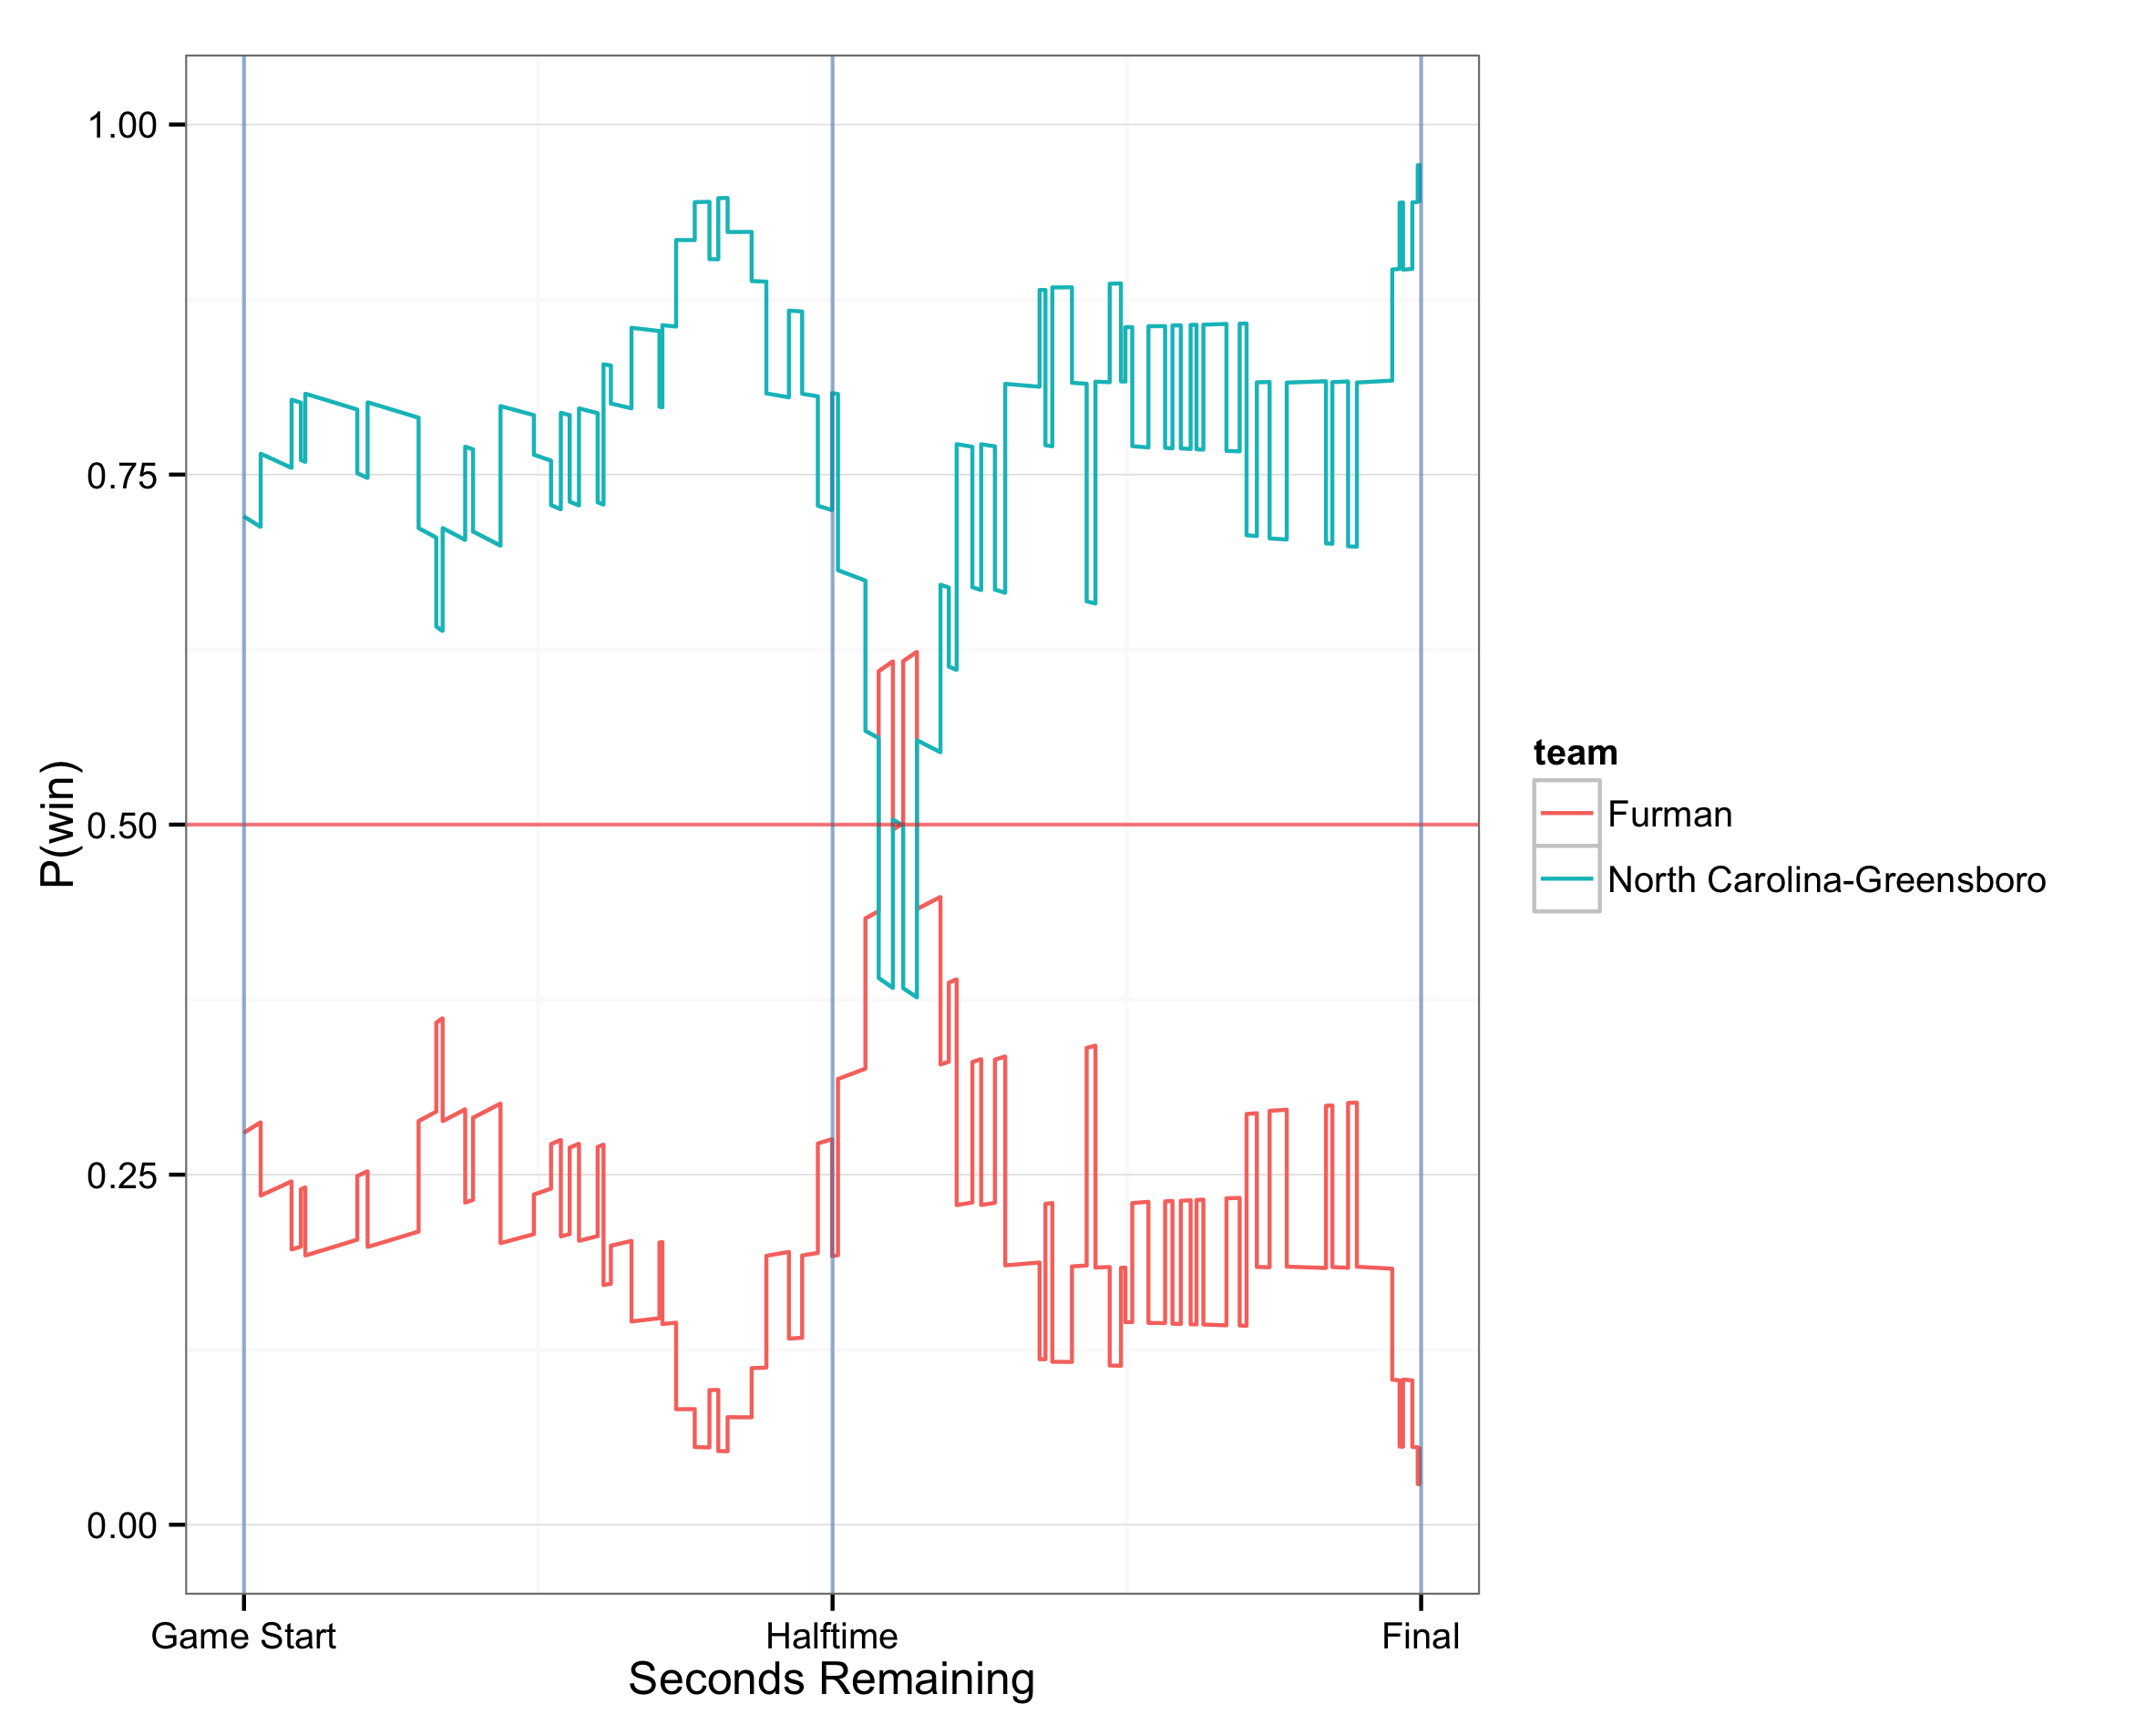 1.00
0.75
0.50
0.25
0.00
P(win)
Game Start
Halftime
Final
Seconds Remaining
team
Furman
North Carolina-Greensboro